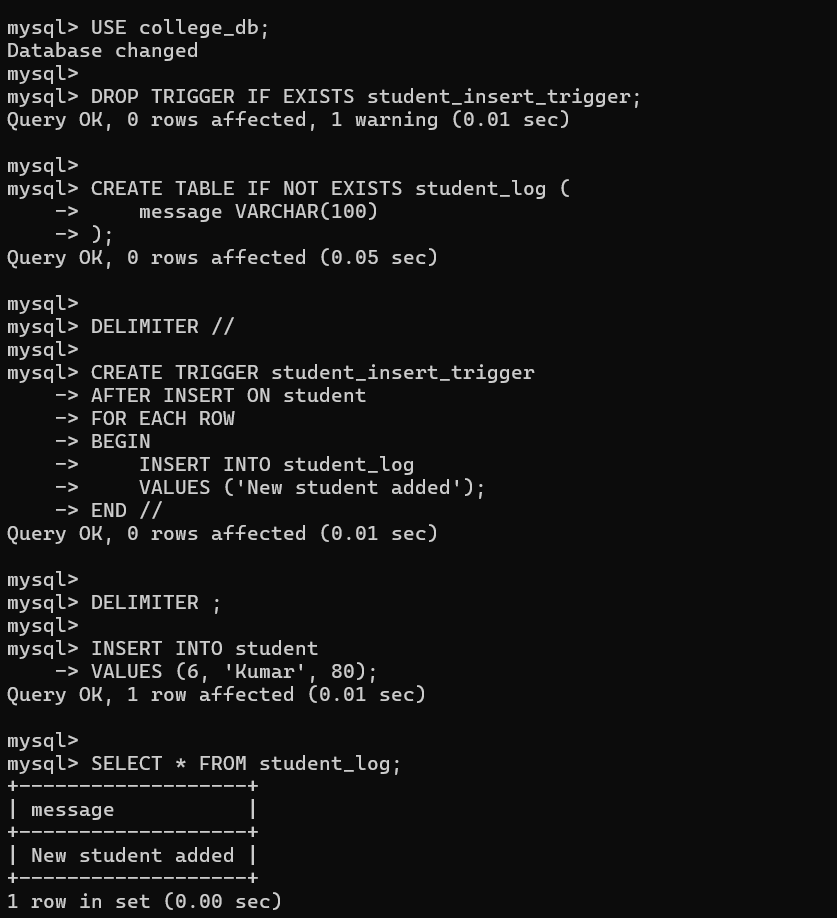 mysql> USE college_db;
Database changed
mysql>
mysql> DROP TRIGGER IF EXISTS student_insert_trigger;
Query OK, 0 rows affected, 1 warning (0.01 sec)

mysql>
mysql> CREATE TABLE IF NOT EXISTS student_log (
    ->     message VARCHAR(100)
    -> );
Query OK, 0 rows affected (0.05 sec)

mysql>
mysql> DELIMITER //
mysql>
mysql> CREATE TRIGGER student_insert_trigger
    -> AFTER INSERT ON student
    -> FOR EACH ROW
    -> BEGIN
    ->     INSERT INTO student_log
    ->     VALUES ('New student added');
    -> END //
Query OK, 0 rows affected (0.01 sec)

mysql>
mysql> DELIMITER ;
mysql>
mysql> INSERT INTO student
    -> VALUES (6, 'Kumar', 80);
Query OK, 1 row affected (0.01 sec)

mysql>
mysql> SELECT * FROM student_log;
+-------------------+
| message           |
+-------------------+
| New student added |
+-------------------+
1 row in set (0.00 sec)